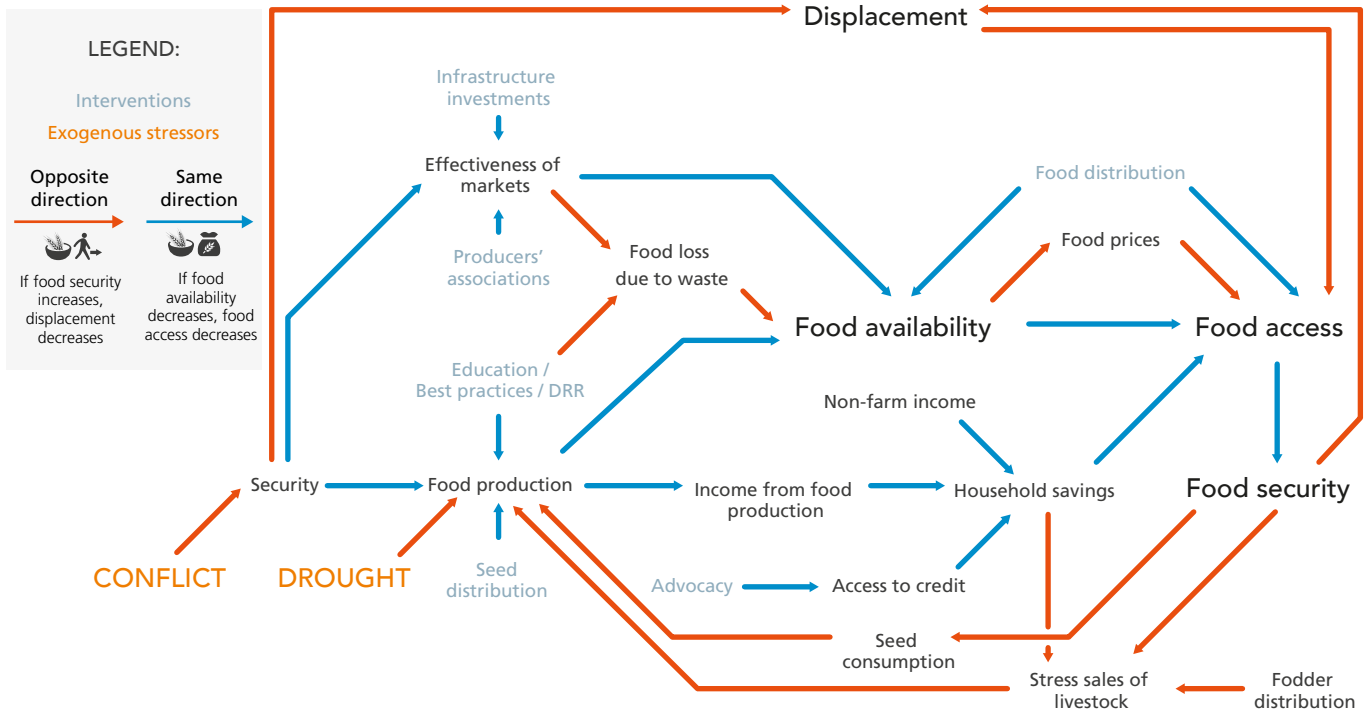 Displacement
LEGEND:
Interventions
Exogenous stressors
Opposite
direction
Same
direction
If food security
increases,
displacement
decreases
If food
availability
decreases, food
access decreases
Infrastructure
investments
Effectiveness of
markets
Producers’
associations
Food loss
due to waste
Food distribution
Food prices
Food availability
Food access
Education /
Best practices / DRR
Non-farm income
Security
Food production
Income from food
production
Household savings
Food security
CONFLICT
DROUGHT
Seed
distribution
Advocacy
Access to credit
Seed
consumption
Stress sales of
livestock
Fodder
distribution